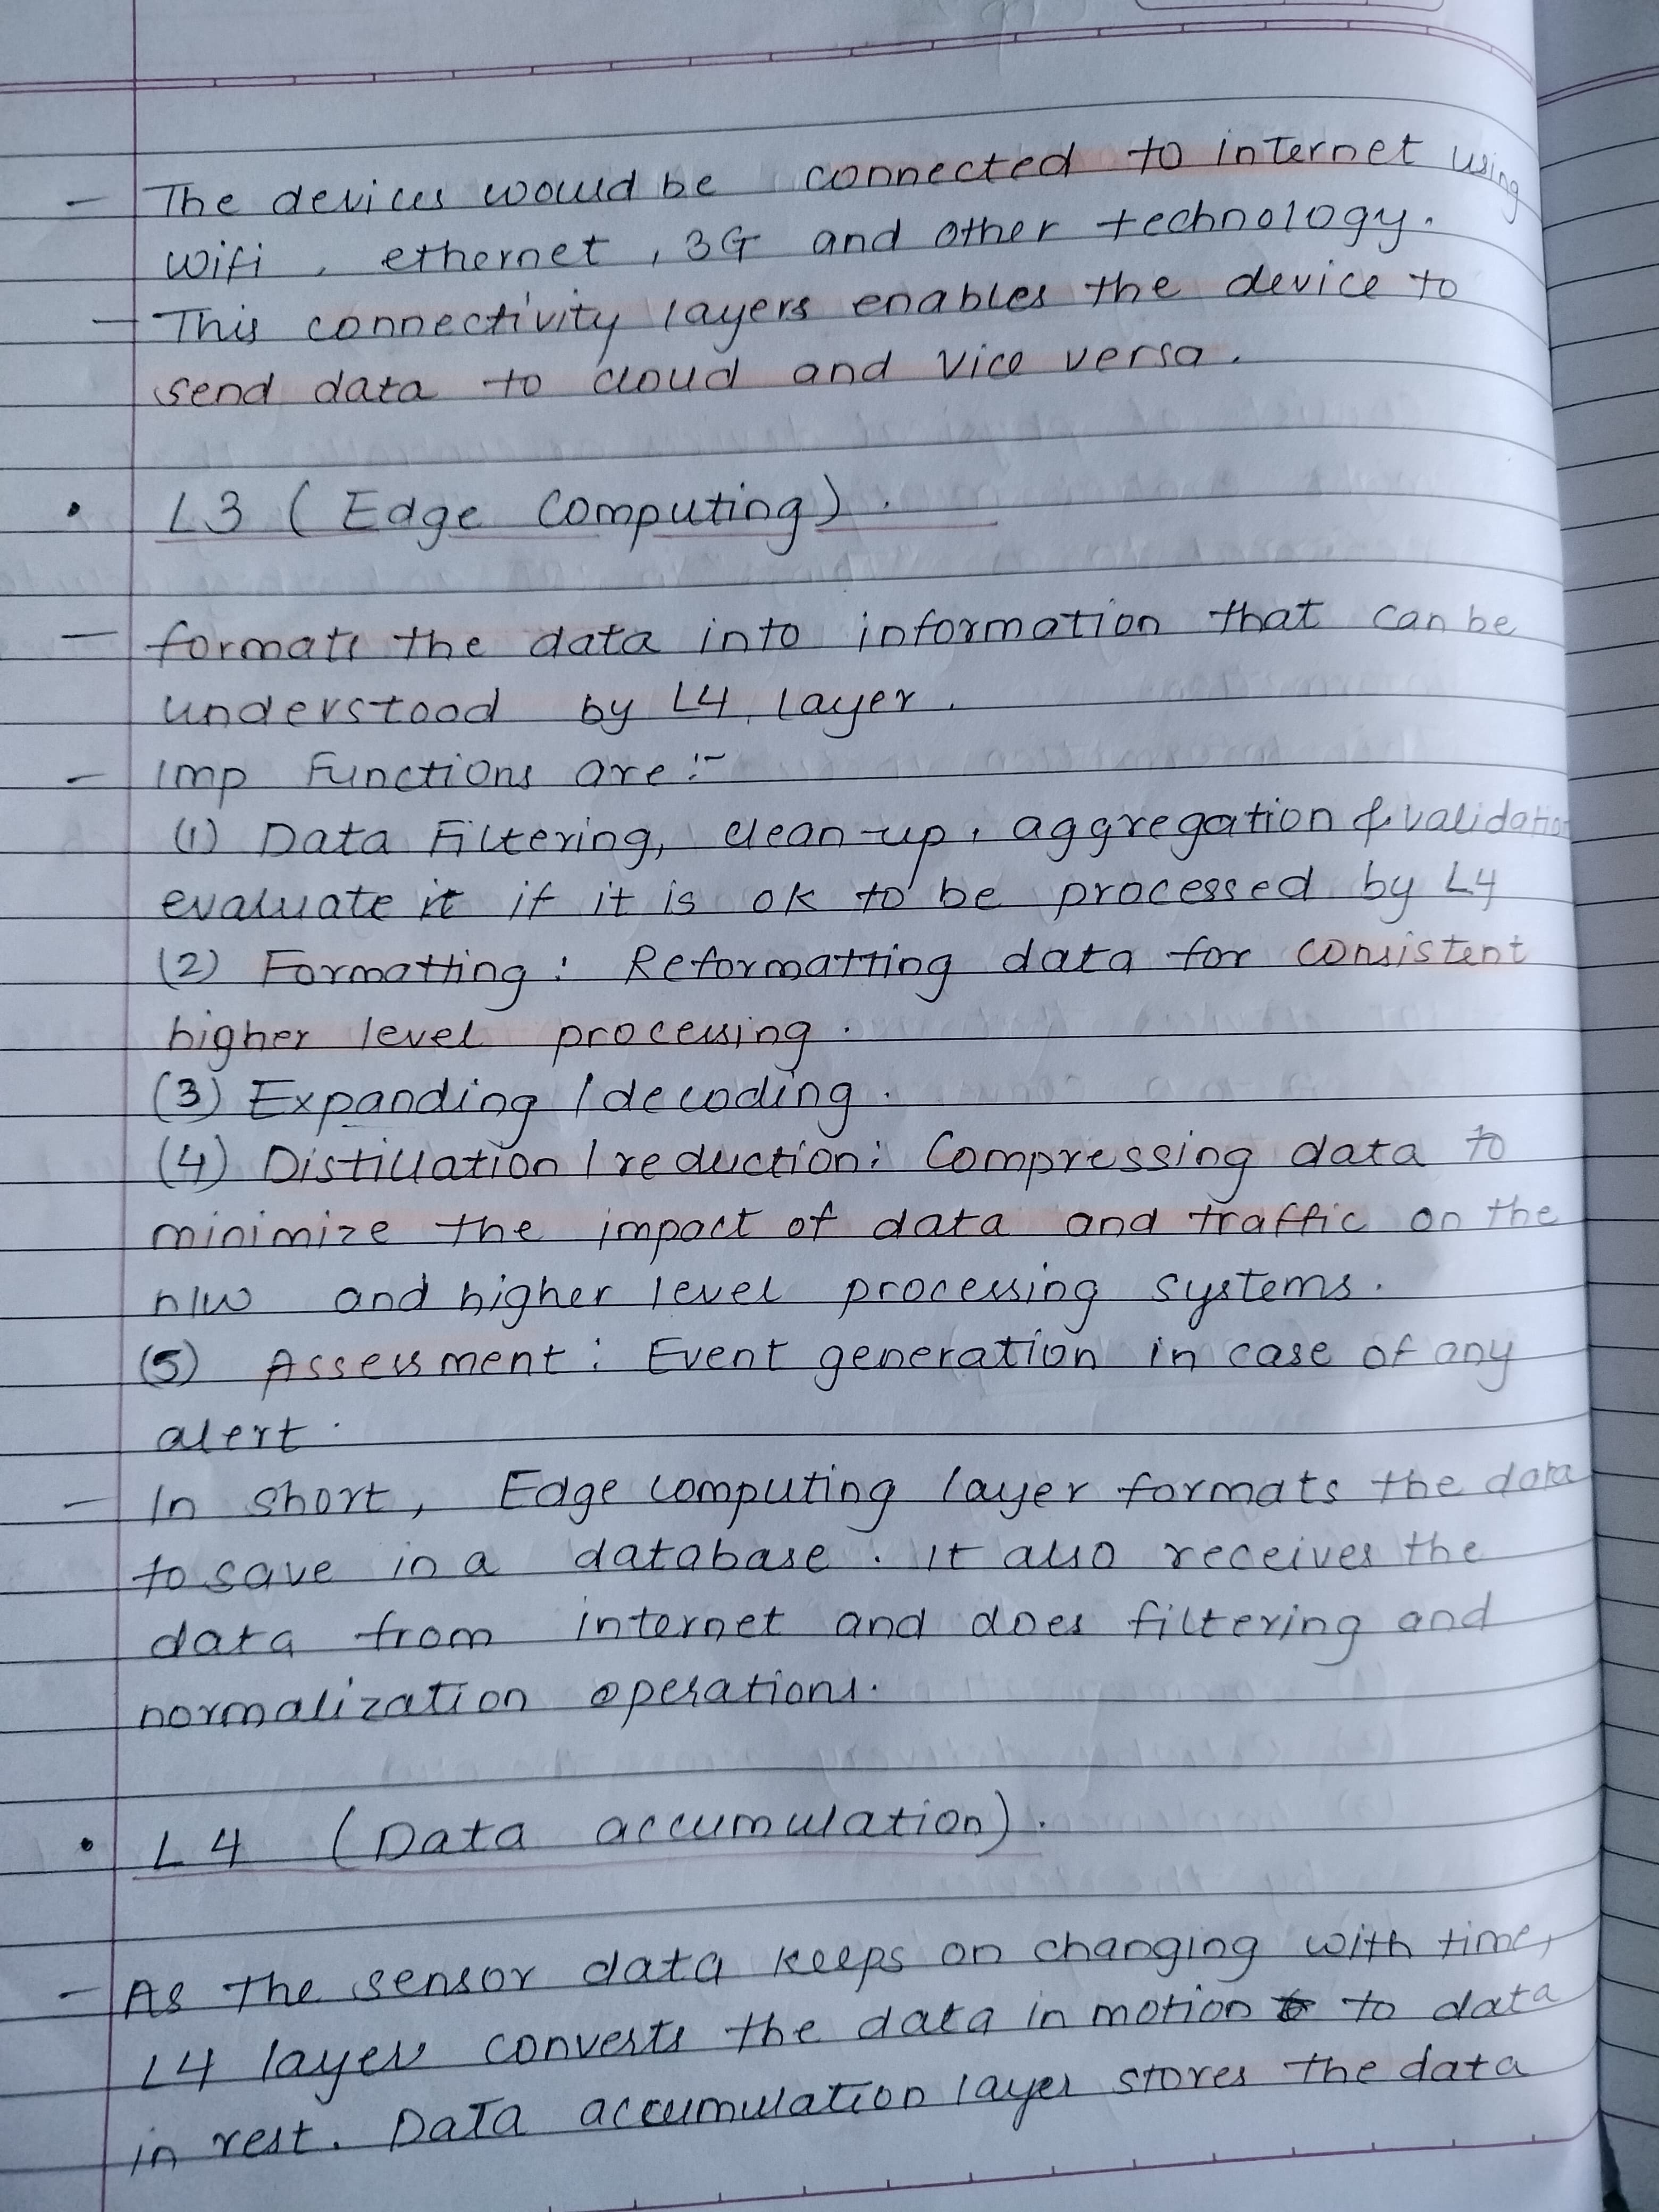 - The devices would be connected to internet using
wifi, ethernet, 3G and other technology.
- This connectivity layers enables the device to
send data to cloud and vice versa.
• L3 (Edge Computing).
- formats the data into information that can be
understood by L4 layer.
- Imp Functions are :-
(1) Data Filtering, clean-up, aggregation & validation
evaluate it if it is ok to be processed by L4
(2) Formatting : Reformatting data for consistent
higher level processing.
(3) Expanding / decoding.
(4) Distillation / reduction : Compressing data to
minimize the impact of data and traffic on the
n/w and higher level processing systems.
(5) Assessment : Event generation in case of any
alert.
- In short, Edge computing layer formats the data
to save in a database. It also receives the
data from internet and does filtering and
normalization operations.
• L4 (Data accumulation).
- As the sensor data keeps on changing with time,
L4 layer converts the data in motion to data
in rest. Data accumulation layer stores the data